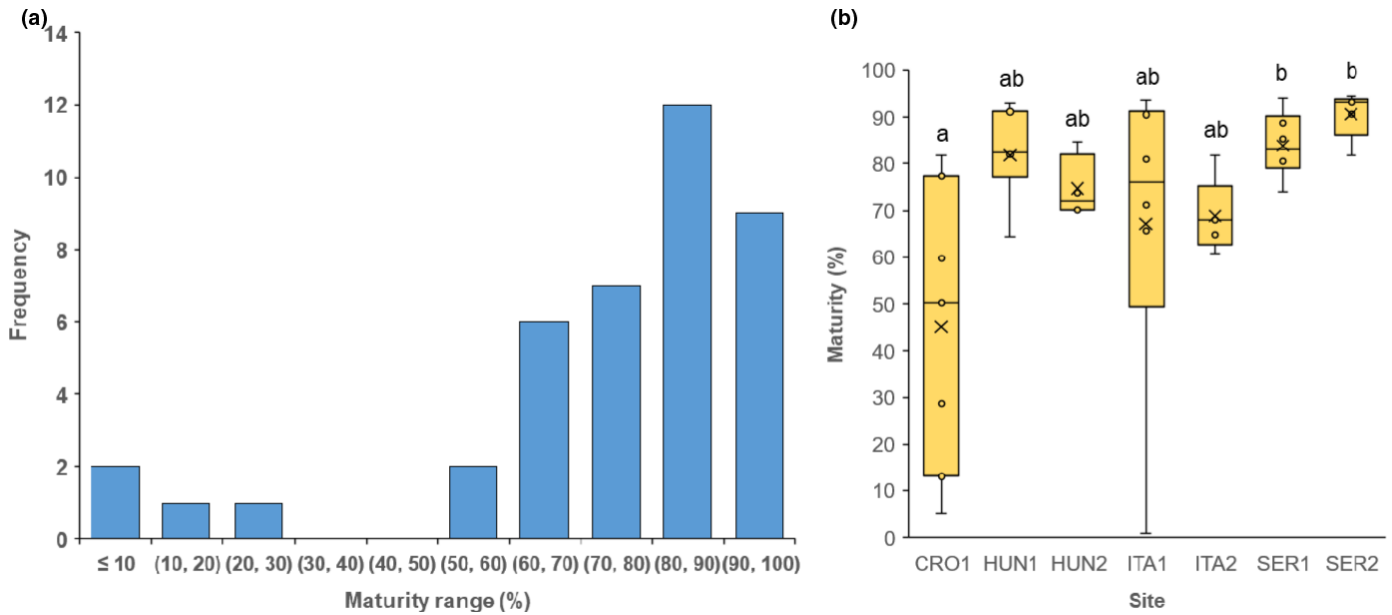 (a)
14
12
10
8
6
4
2
0
Frequency
≤ 10 (10, 20) (20, 30) (30, 40) (40, 50) (50, 60) (60, 70) (70, 80) (80, 90) (90, 100)
Maturity range (%)
(b)
100
90
80
70
60
50
40
30
20
10
0
Maturity (%)
a ab ab ab ab b b
CRO1 HUN1 HUN2 ITA1 ITA2 SER1 SER2
Site